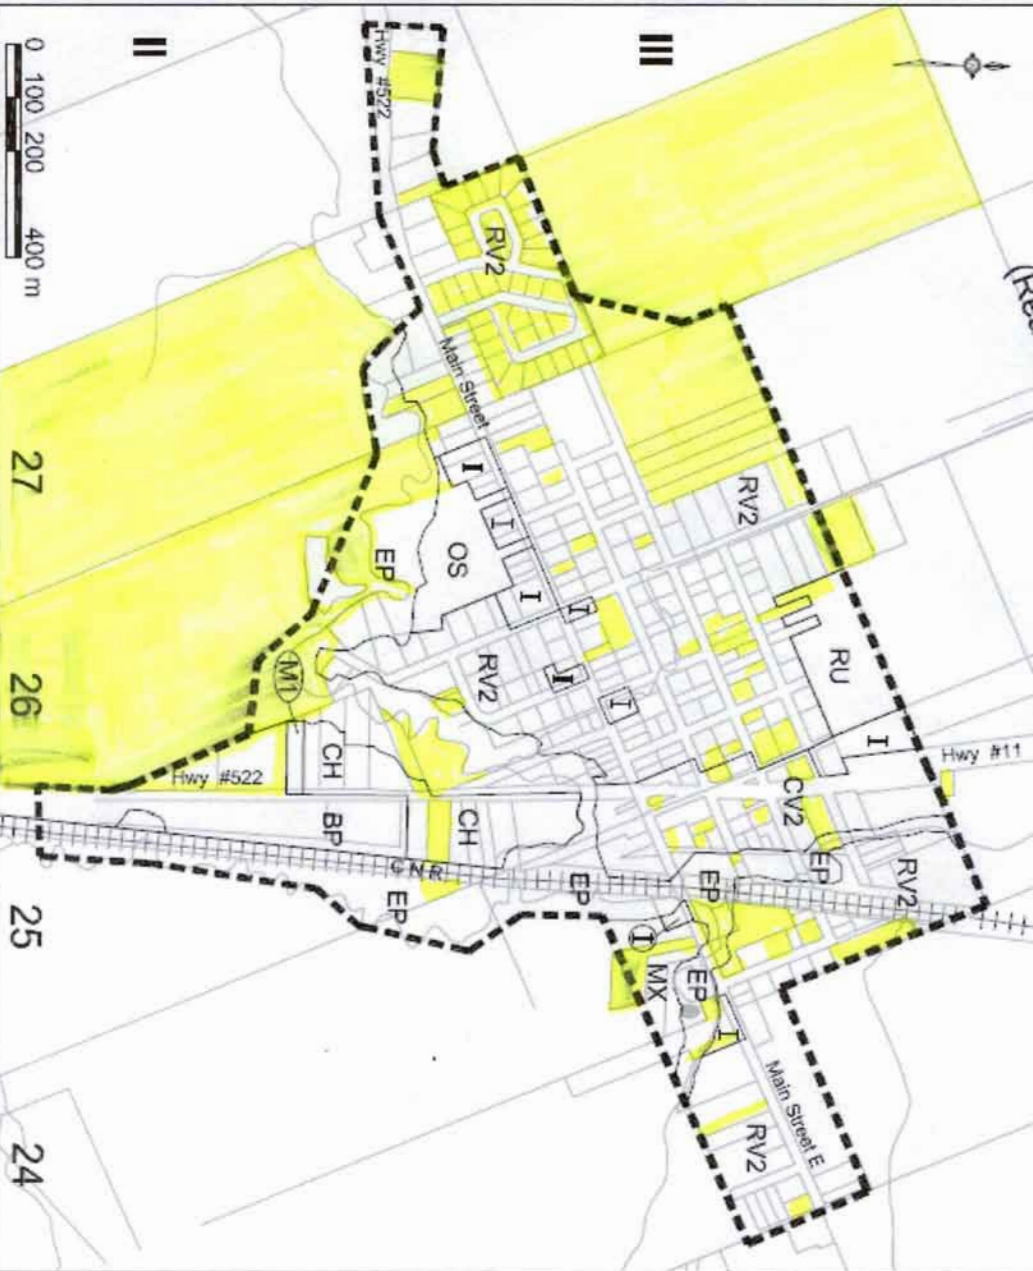 II
III
0 100 200 400 m
Hwy #522
RV2
Main Street
RV2
I
I
OS
EP
I
I
RV2
I
I
RU
I
Hwy #11
27
26
25
24
M1
CH
Hwy #522
BP
CH
CV2
EP
RV2
CNR
EP
EP
EP
I
MX
EP
I
Main Street E
RV2